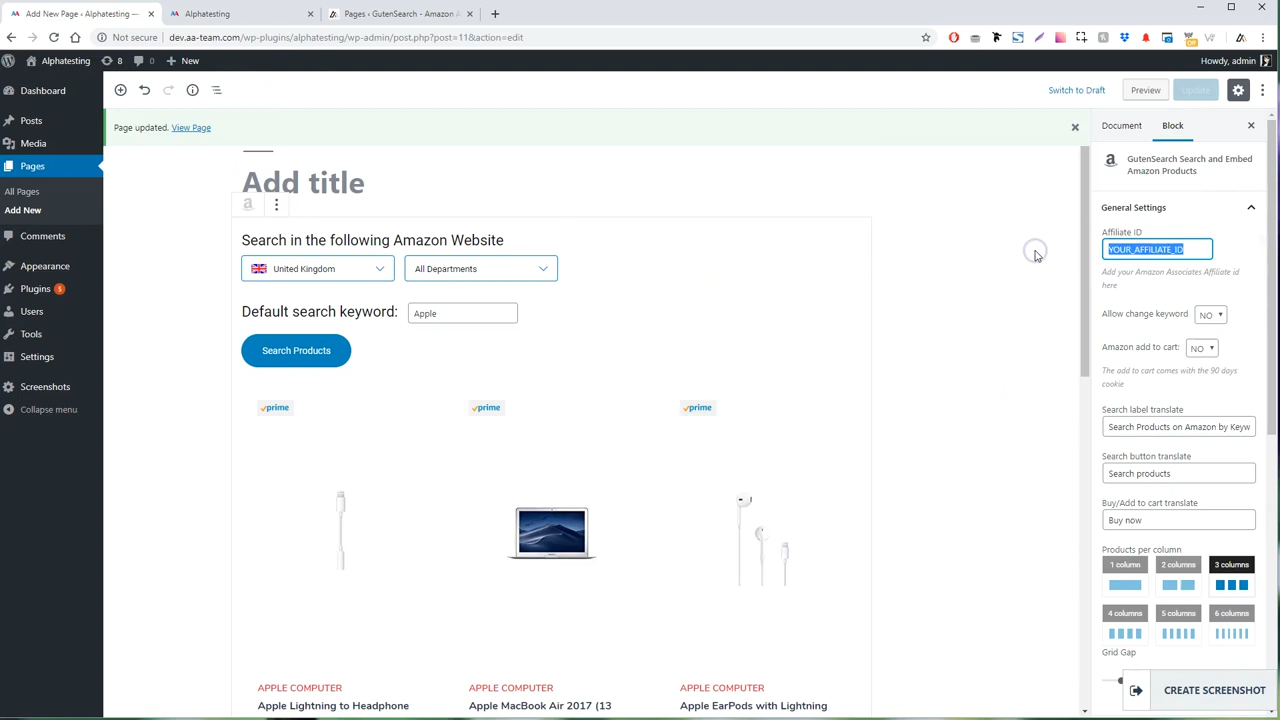 Add New Page ‹ Alphatesting —
Alphatesting
Pages ‹ GutenSearch - Amazon A
Not secure
dev.aa-team.com/wp-plugins/alphatesting/wp-admin/post.php?post=11&action=edit
Alphatesting
8
0
New
Howdy, admin
Dashboard
Posts
Media
Pages
All Pages
Add New
Comments
Appearance
Plugins 5
Users
Tools
Settings
Screenshots
Collapse menu
Switch to Draft
Preview
Update
Page updated. View Page
Add title
Search in the following Amazon Website
United Kingdom
All Departments
Default search keyword:
Apple
Search Products
prime
prime
prime
APPLE COMPUTER
APPLE COMPUTER
APPLE COMPUTER
Apple Lightning to Headphone
Apple MacBook Air 2017 (13
Apple EarPods with Lightning
Document
Block
GutenSearch Search and Embed
Amazon Products
General Settings
Affiliate ID
YOUR_AFFILIATE_ID
Add your Amazon Associates Affiliate id
here
Allow change keyword
NO
Amazon add to cart:
NO
The add to cart comes with the 90 days
cookie
Search label translate
Search Products on Amazon by Keyw
Search button translate
Search products
Buy/Add to cart translate
Buy now
Products per column
1 column
2 columns
3 columns
4 columns
5 columns
6 columns
Grid Gap
CREATE SCREENSHOT